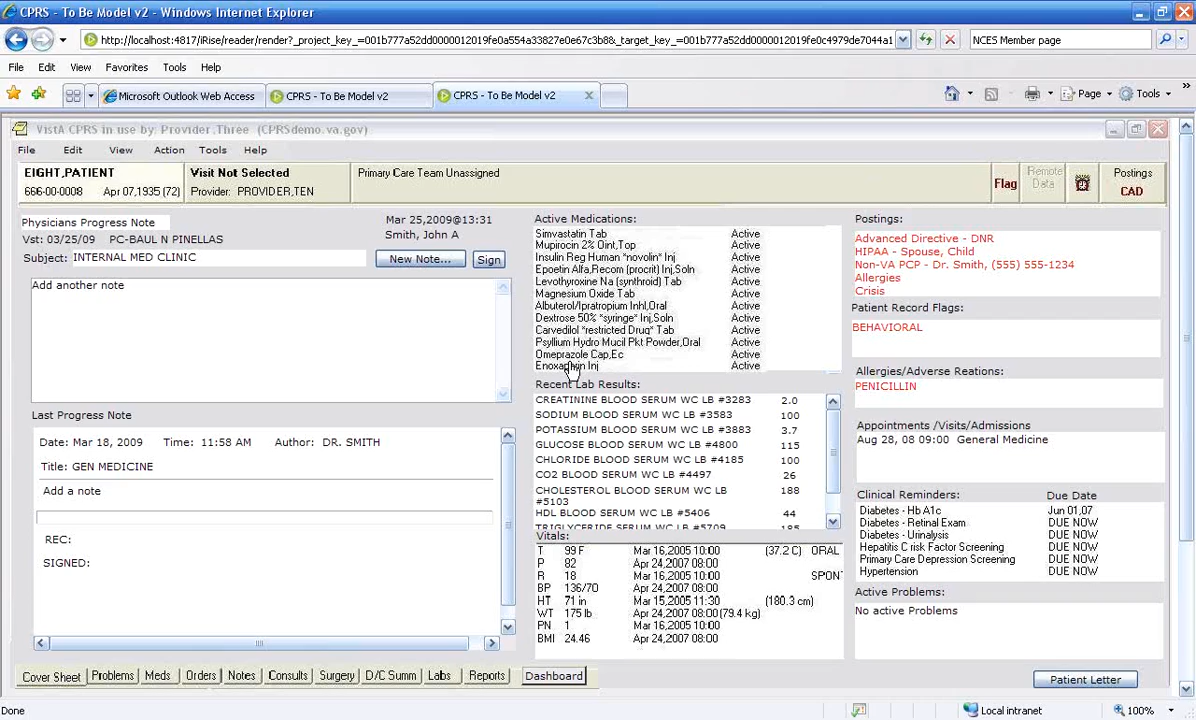 CPRS - To Be Model v2 - Windows Internet Explorer
http://localhost:4817/iRise/reader/render?_project_key_=001b777a52dd0000012019fe0a554a33827e0e67c3b8&_target_key_=001b777a52dd0000012019fe0c4979de7044a1
NCES Member page
File Edit View Favorites Tools Help
Microsoft Outlook Web Access
CPRS - To Be Model v2
CPRS - To Be Model v2
Page Tools
VistA CPRS in use by: Provider.Three (CPRSdemo.va.gov)
File Edit View Action Tools Help
EIGHT,PATIENT
666-00-0008 Apr 07,1935 (72)
Visit Not Selected
Provider: PROVIDER,TEN
Primary Care Team Unassigned
Flag
Remote
Data
Postings
CAD
Physicians Progress Note
Mar 25,2009@13:31
Vst: 03/25/09 PC-BAUL N PINELLAS
Smith, John A
Subject: INTERNAL MED CLINIC
New Note...
Sign
Add another note
Last Progress Note
Date: Mar 18, 2009 Time: 11:58 AM Author: DR. SMITH
Title: GEN MEDICINE
Add a note
REC:
SIGNED:
Active Medications:
Simvastatin Tab Active
Mupirocin 2% Oint,Top Active
Insulin Reg Human *novolin* Inj Active
Epoetin Alfa,Recom (procrit) Inj,Soln Active
Levothyroxine Na (synthroid) Tab Active
Magnesium Oxide Tab Active
Albuterol/Ipratropium Inhl,Oral Active
Dextrose 50% *syringe* Inj,Soln Active
Carvedilol *restricted Drug* Tab Active
Psyllium Hydro Mucil Pkt Powder,Oral Active
Omeprazole Cap,Ec Active
Enoxaparin Inj Active
Recent Lab Results:
CREATININE BLOOD SERUM WC LB #3283 2.0
SODIUM BLOOD SERUM WC LB #3583 100
POTASSIUM BLOOD SERUM WC LB #3883 3.7
GLUCOSE BLOOD SERUM WC LB #4800 115
CHLORIDE BLOOD SERUM WC LB #4185 100
CO2 BLOOD SERUM WC LB #4497 26
CHOLESTEROL BLOOD SERUM WC LB 188
#5103
HDL BLOOD SERUM WC LB #5406 44
TRIGLYCERIDE BLOOD SERUM WC LB #5709 185
Vitals:
T 99 F Mar 16,2005 10:00 (37.2 C) ORAL
P 82 Apr 24,2007 08:00
R 18 Mar 16,2005 10:00 SPONT
BP 136/70 Apr 24,2007 08:00
HT 71 in Mar 15,2005 11:30 (180.3 cm)
WT 175 lb Apr 24,2007 08:00 (79.4 kg)
PN 1 Mar 16,2005 10:00
BMI 24.46 Apr 24,2007 08:00
Postings:
Advanced Directive - DNR
HIPAA - Spouse, Child
Non-VA PCP - Dr. Smith, (555) 555-1234
Allergies
Crisis
Patient Record Flags:
BEHAVIORAL
Allergies/Adverse Reations:
PENICILLIN
Appointments /Visits/Admissions
Aug 28, 08 09:00 General Medicine
Clinical Reminders: Due Date
Diabetes - Hb A1c Jun 01,07
Diabetes - Retinal Exam DUE NOW
Diabetes - Urinalysis DUE NOW
Hepatitis C risk Factor Screening DUE NOW
Primary Care Depression Screening DUE NOW
Hypertension DUE NOW
Active Problems:
No active Problems
Cover Sheet Problems Meds Orders Notes Consults Surgery D/C Summ Labs Reports Dashboard
Patient Letter
Done
Local intranet
100%